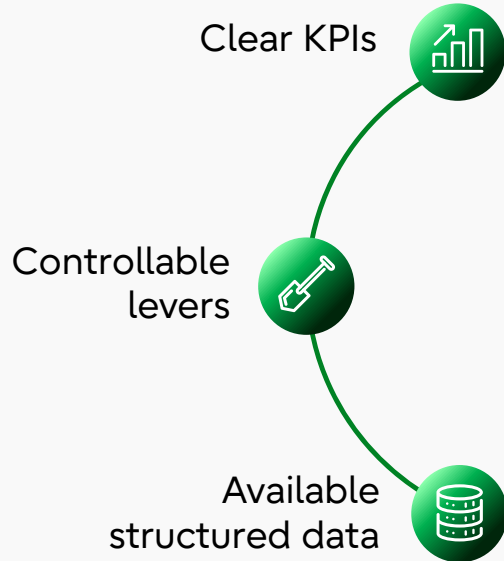 Clear KPIs
Controllable
levers
Available
structured data